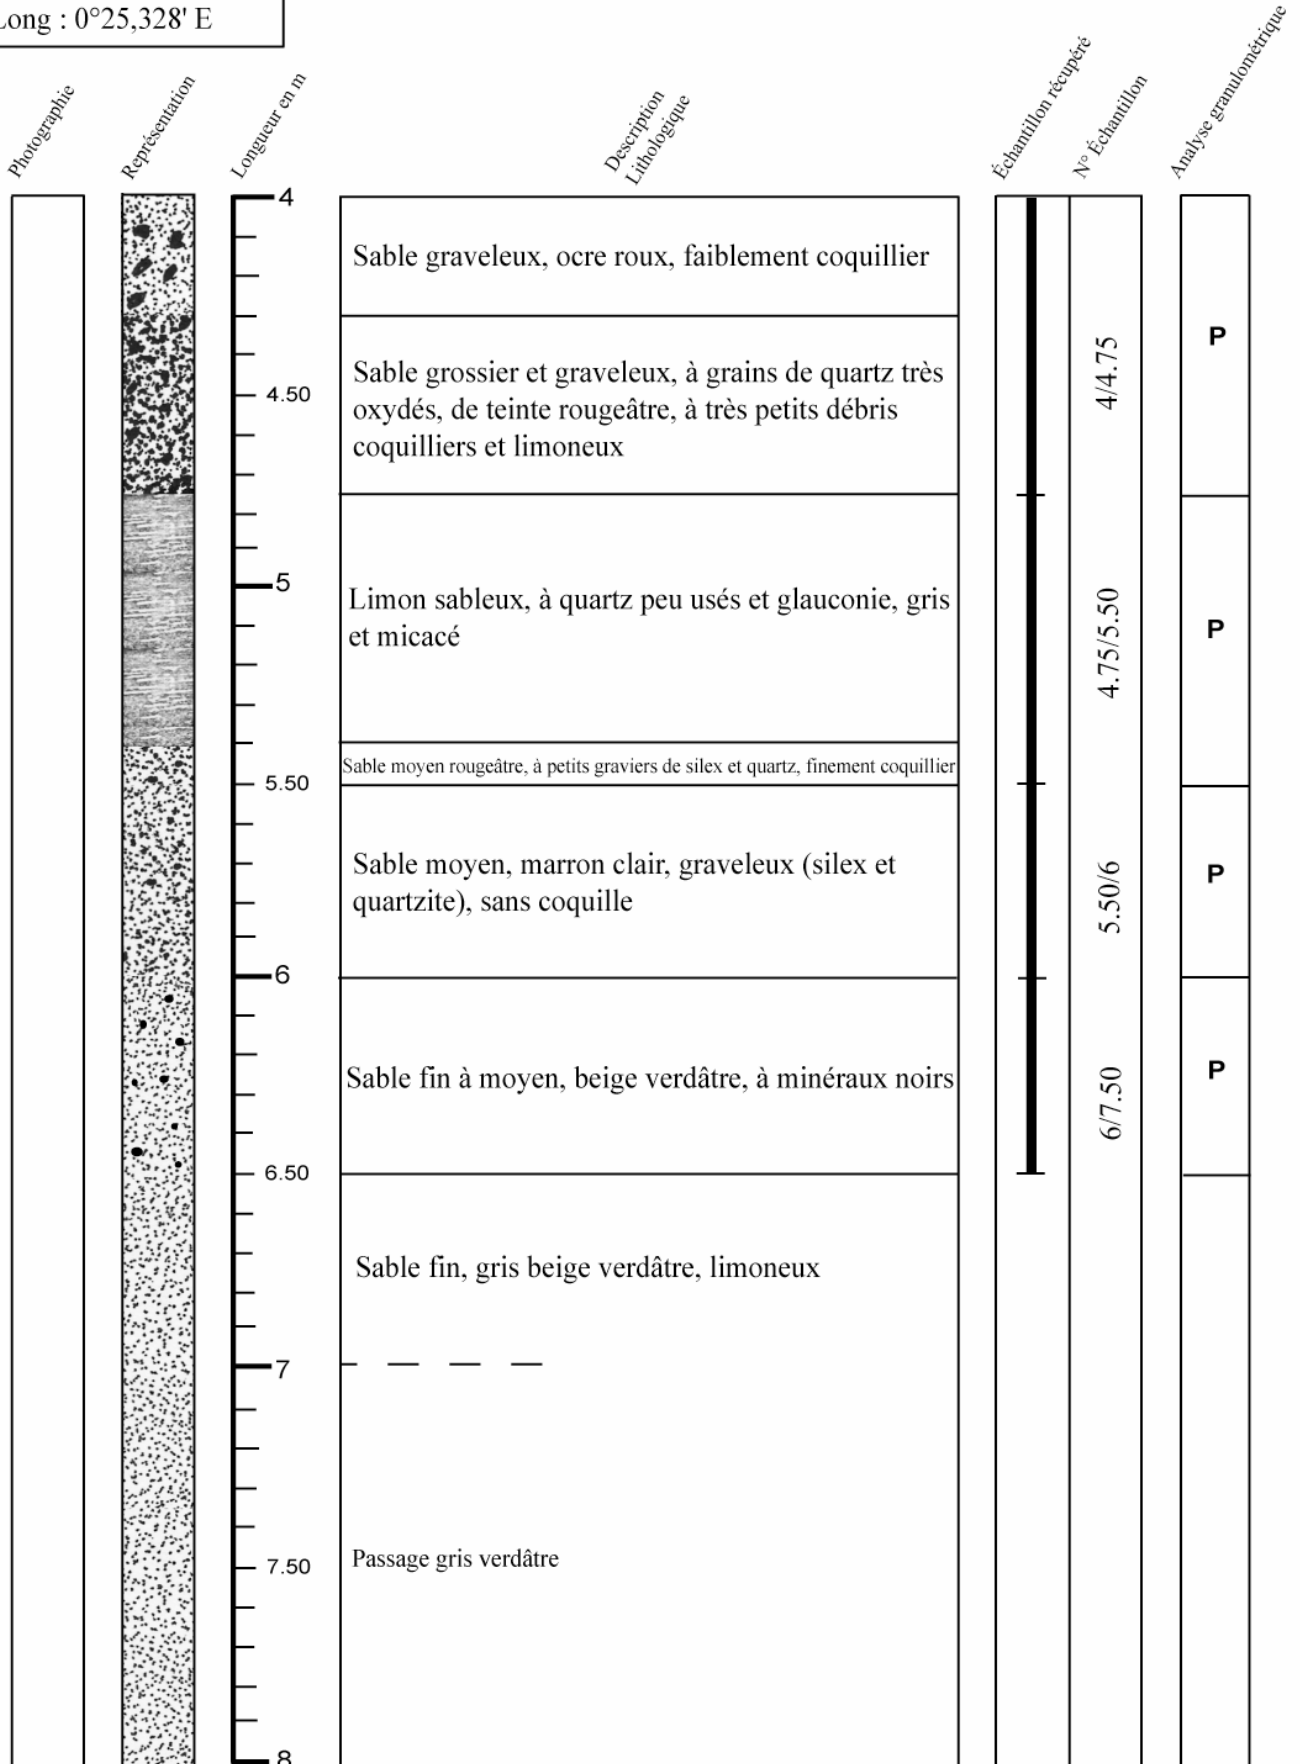 Long : 0°25,328' E
Photographie
Représentation
Longueur en m
Description
Lithologique
Échantillon récupéré
N° Échantillon
Analyse granulométrique
4
Sable graveleux, ocre roux, faiblement coquillier
P
4/4.75
4.50
Sable grossier et graveleux, à grains de quartz très
oxydés, de teinte rougeâtre, à très petits débris
coquilliers et limoneux
5
Limon sableux, à quartz peu usés et glauconie, gris
et micacé
4.75/5.50
P
Sable moyen rougeâtre, à petits graviers de silex et quartz, finement coquillier
5.50
Sable moyen, marron clair, graveleux (silex et
quartzite), sans coquille
5.50/6
P
6
Sable fin à moyen, beige verdâtre, à minéraux noirs
6/7.50
P
6.50
Sable fin, gris beige verdâtre, limoneux
7
7.50
Passage gris verdâtre
8